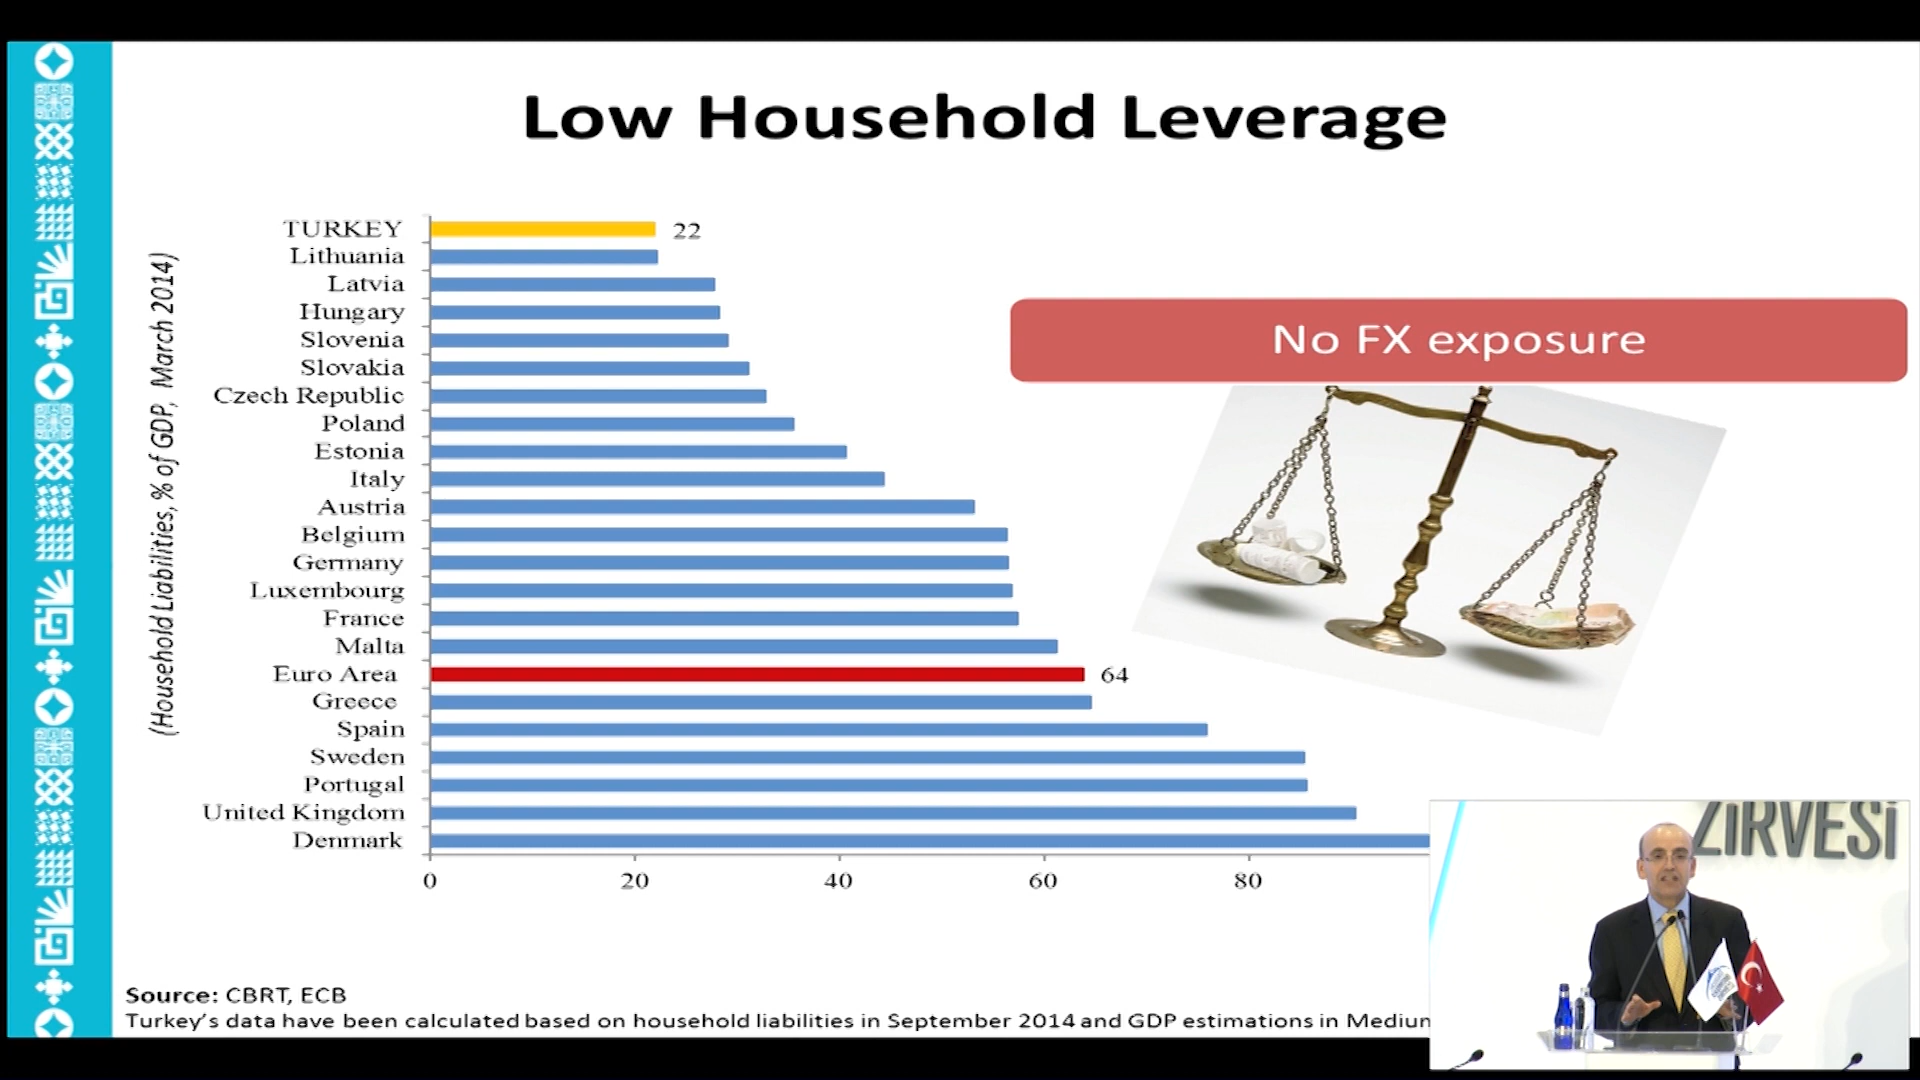 Low Household Leverage
(Household Liabilities, % of GDP, March 2014)
TURKEY 22
Lithuania
Latvia
Hungary
Slovenia
Slovakia
Czech Republic
Poland
Estonia
Italy
Austria
Belgium
Germany
Luxembourg
France
Malta
Euro Area 64
Greece
Spain
Sweden
Portugal
United Kingdom
Denmark
0 20 40 60 80
No FX exposure
Source: CBRT, ECB
Turkey's data have been calculated based on household liabilities in September 2014 and GDP estimations in
ZİRVESİ